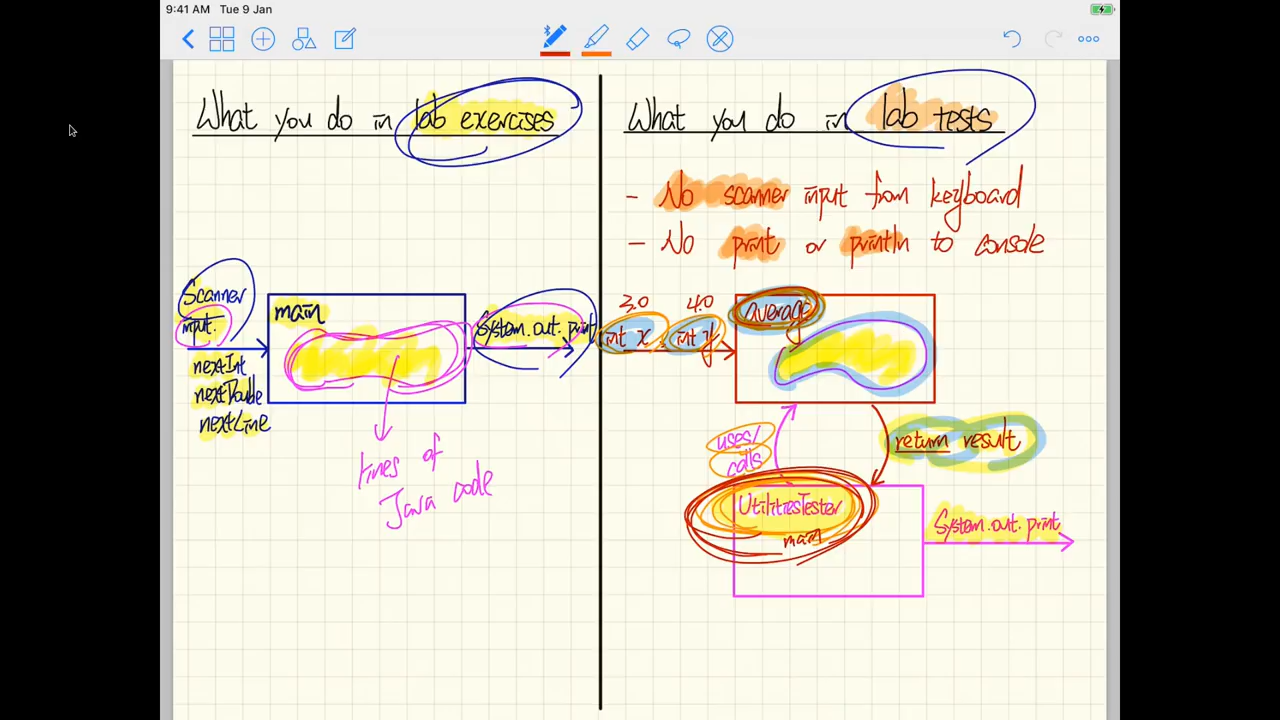 9:41 AM Tue 9 Jan
What you do in lab exercises
Scanner
input.
nextInt
nextDouble
nextLine
main
System.out.print
lines of
Java code
What you do in lab tests
- No scanner input from keyboard
- No print or println to console
3.0 4.0
int x int y
average
uses/
calls
return result
UtilitiesTester
main
System.out.print